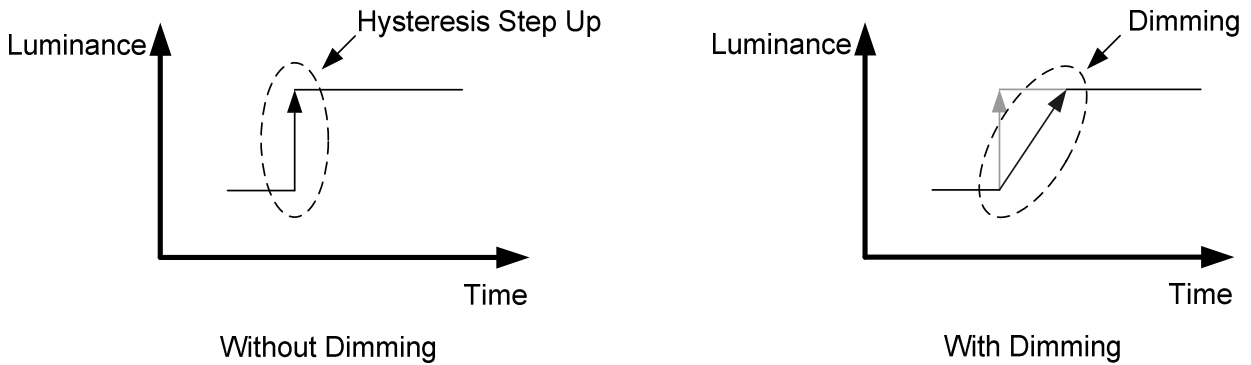 Luminance
Hysteresis Step Up
Time
Without Dimming
Luminance
Dimming
Time
With Dimming